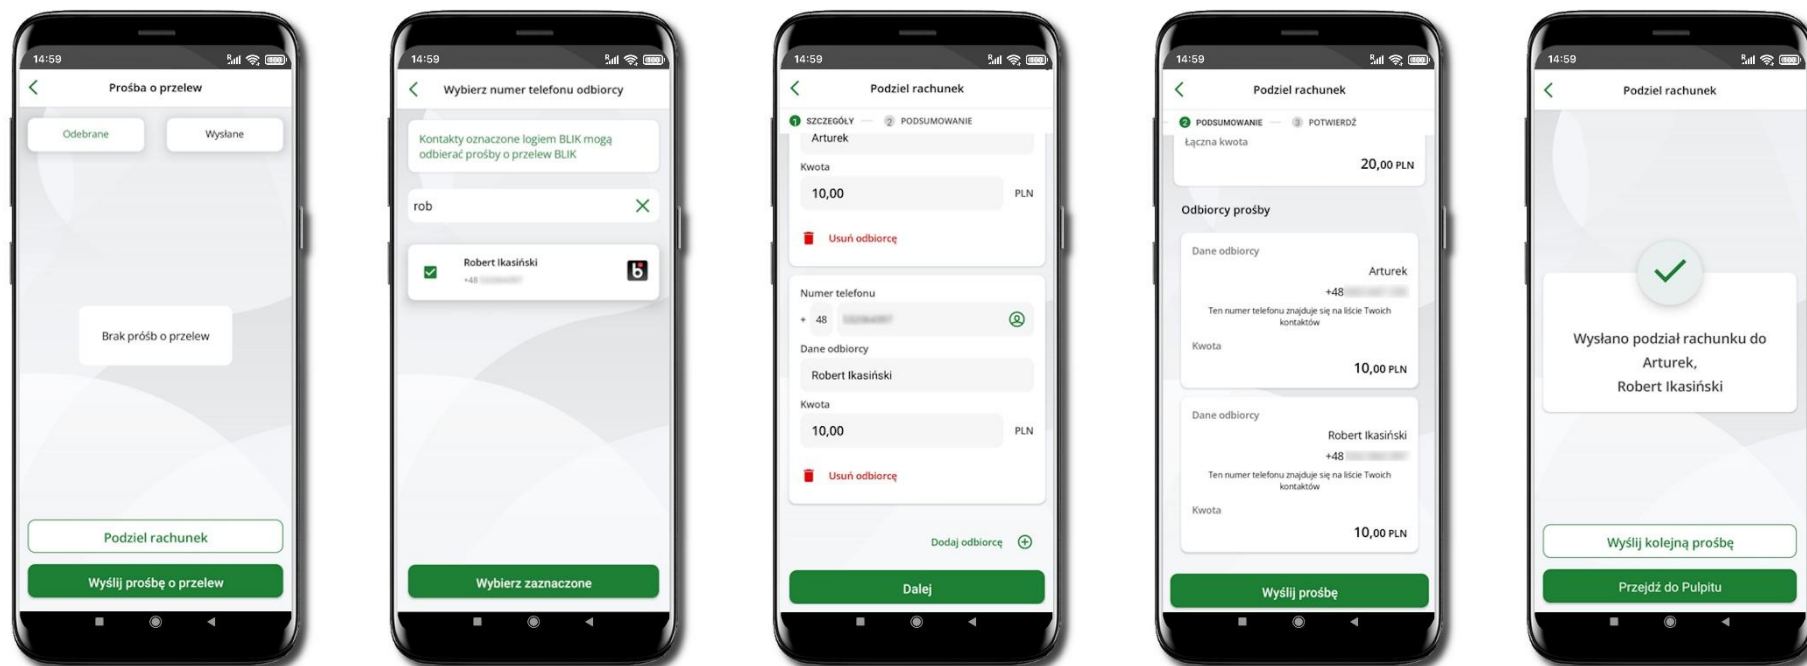 14:59
Prośba o przelew
Odebrane
Wysłane
Brak próśb o przelew
Podziel rachunek
Wyślij prośbę o przelew
14:59
Wybierz numer telefonu odbiorcy
Kontakty oznaczone logiem BLIK mogą
odbierać prośby o przelew BLIK
rob
Robert Ikasiński
+48
Wybierz zaznaczone
14:59
Podziel rachunek
1 SZCZEGÓŁY
2 PODSUMOWANIE
Arturek
Kwota
10,00 PLN
Usuń odbiorcę
Numer telefonu
+ 48
Dane odbiorcy
Robert Ikasiński
Kwota
10,00 PLN
Usuń odbiorcę
Dodaj odbiorcę
Dalej
14:59
Podziel rachunek
2 PODSUMOWANIE
3 POTWIERDŹ
Łączna kwota
20,00 PLN
Odbiorcy prośby
Dane odbiorcy
Arturek
+48
Ten numer telefonu znajduje się na liście Twoich
kontaktów
Kwota
10,00 PLN
Dane odbiorcy
Robert Ikasiński
+48
Ten numer telefonu znajduje się na liście Twoich
kontaktów
Kwota
10,00 PLN
Wyślij prośbę
14:59
Podziel rachunek
Wysłano podział rachunku do
Arturek,
Robert Ikasiński
Wyślij kolejną prośbę
Przejdź do Pulpitu